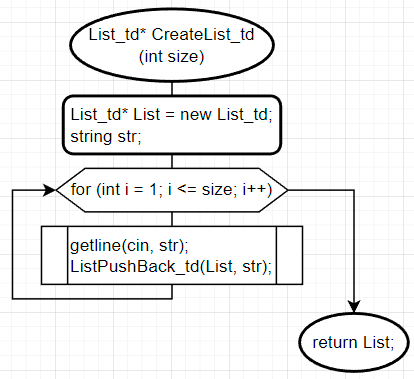 List_td* CreateList_td
(int size)
List_td* List = new List_td;
string str;
for (int i = 1; i <= size; i++)
getline(cin, str);
ListPushBack_td(List, str);
return List;